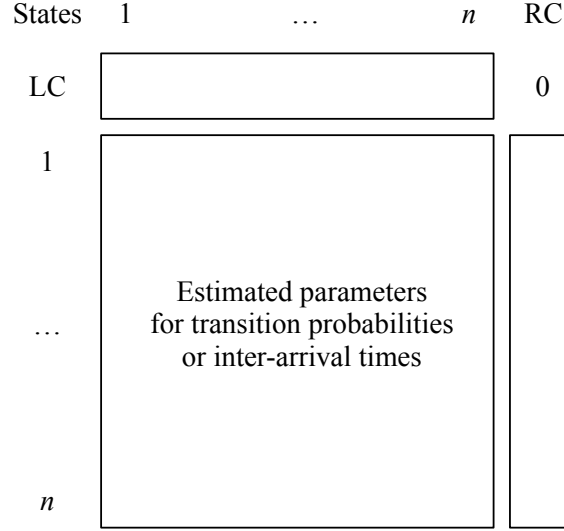 States 1 … n RC
LC 0
1
Estimated parameters
for transition probabilities
… or inter-arrival times
n